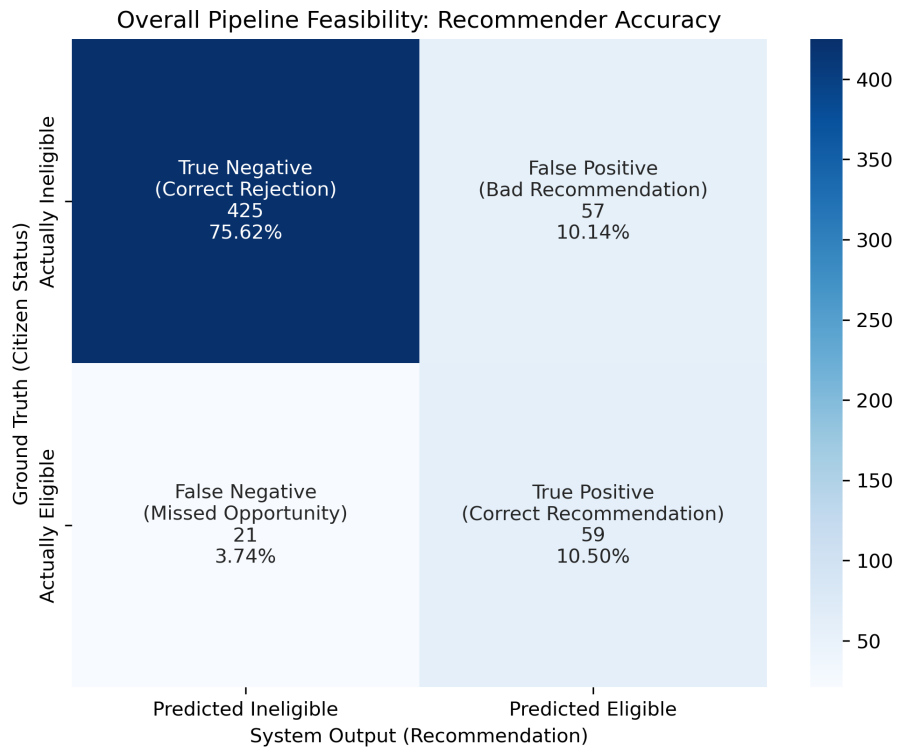 Overall Pipeline Feasibility: Recommender Accuracy
Ground Truth (Citizen Status)
Actually Ineligible
True Negative
(Correct Rejection)
425
75.62%
False Positive
(Bad Recommendation)
57
10.14%
Actually Eligible
False Negative
(Missed Opportunity)
21
3.74%
True Positive
(Correct Recommendation)
59
10.50%
Predicted Ineligible
Predicted Eligible
System Output (Recommendation)
400
350
300
250
200
150
100
50